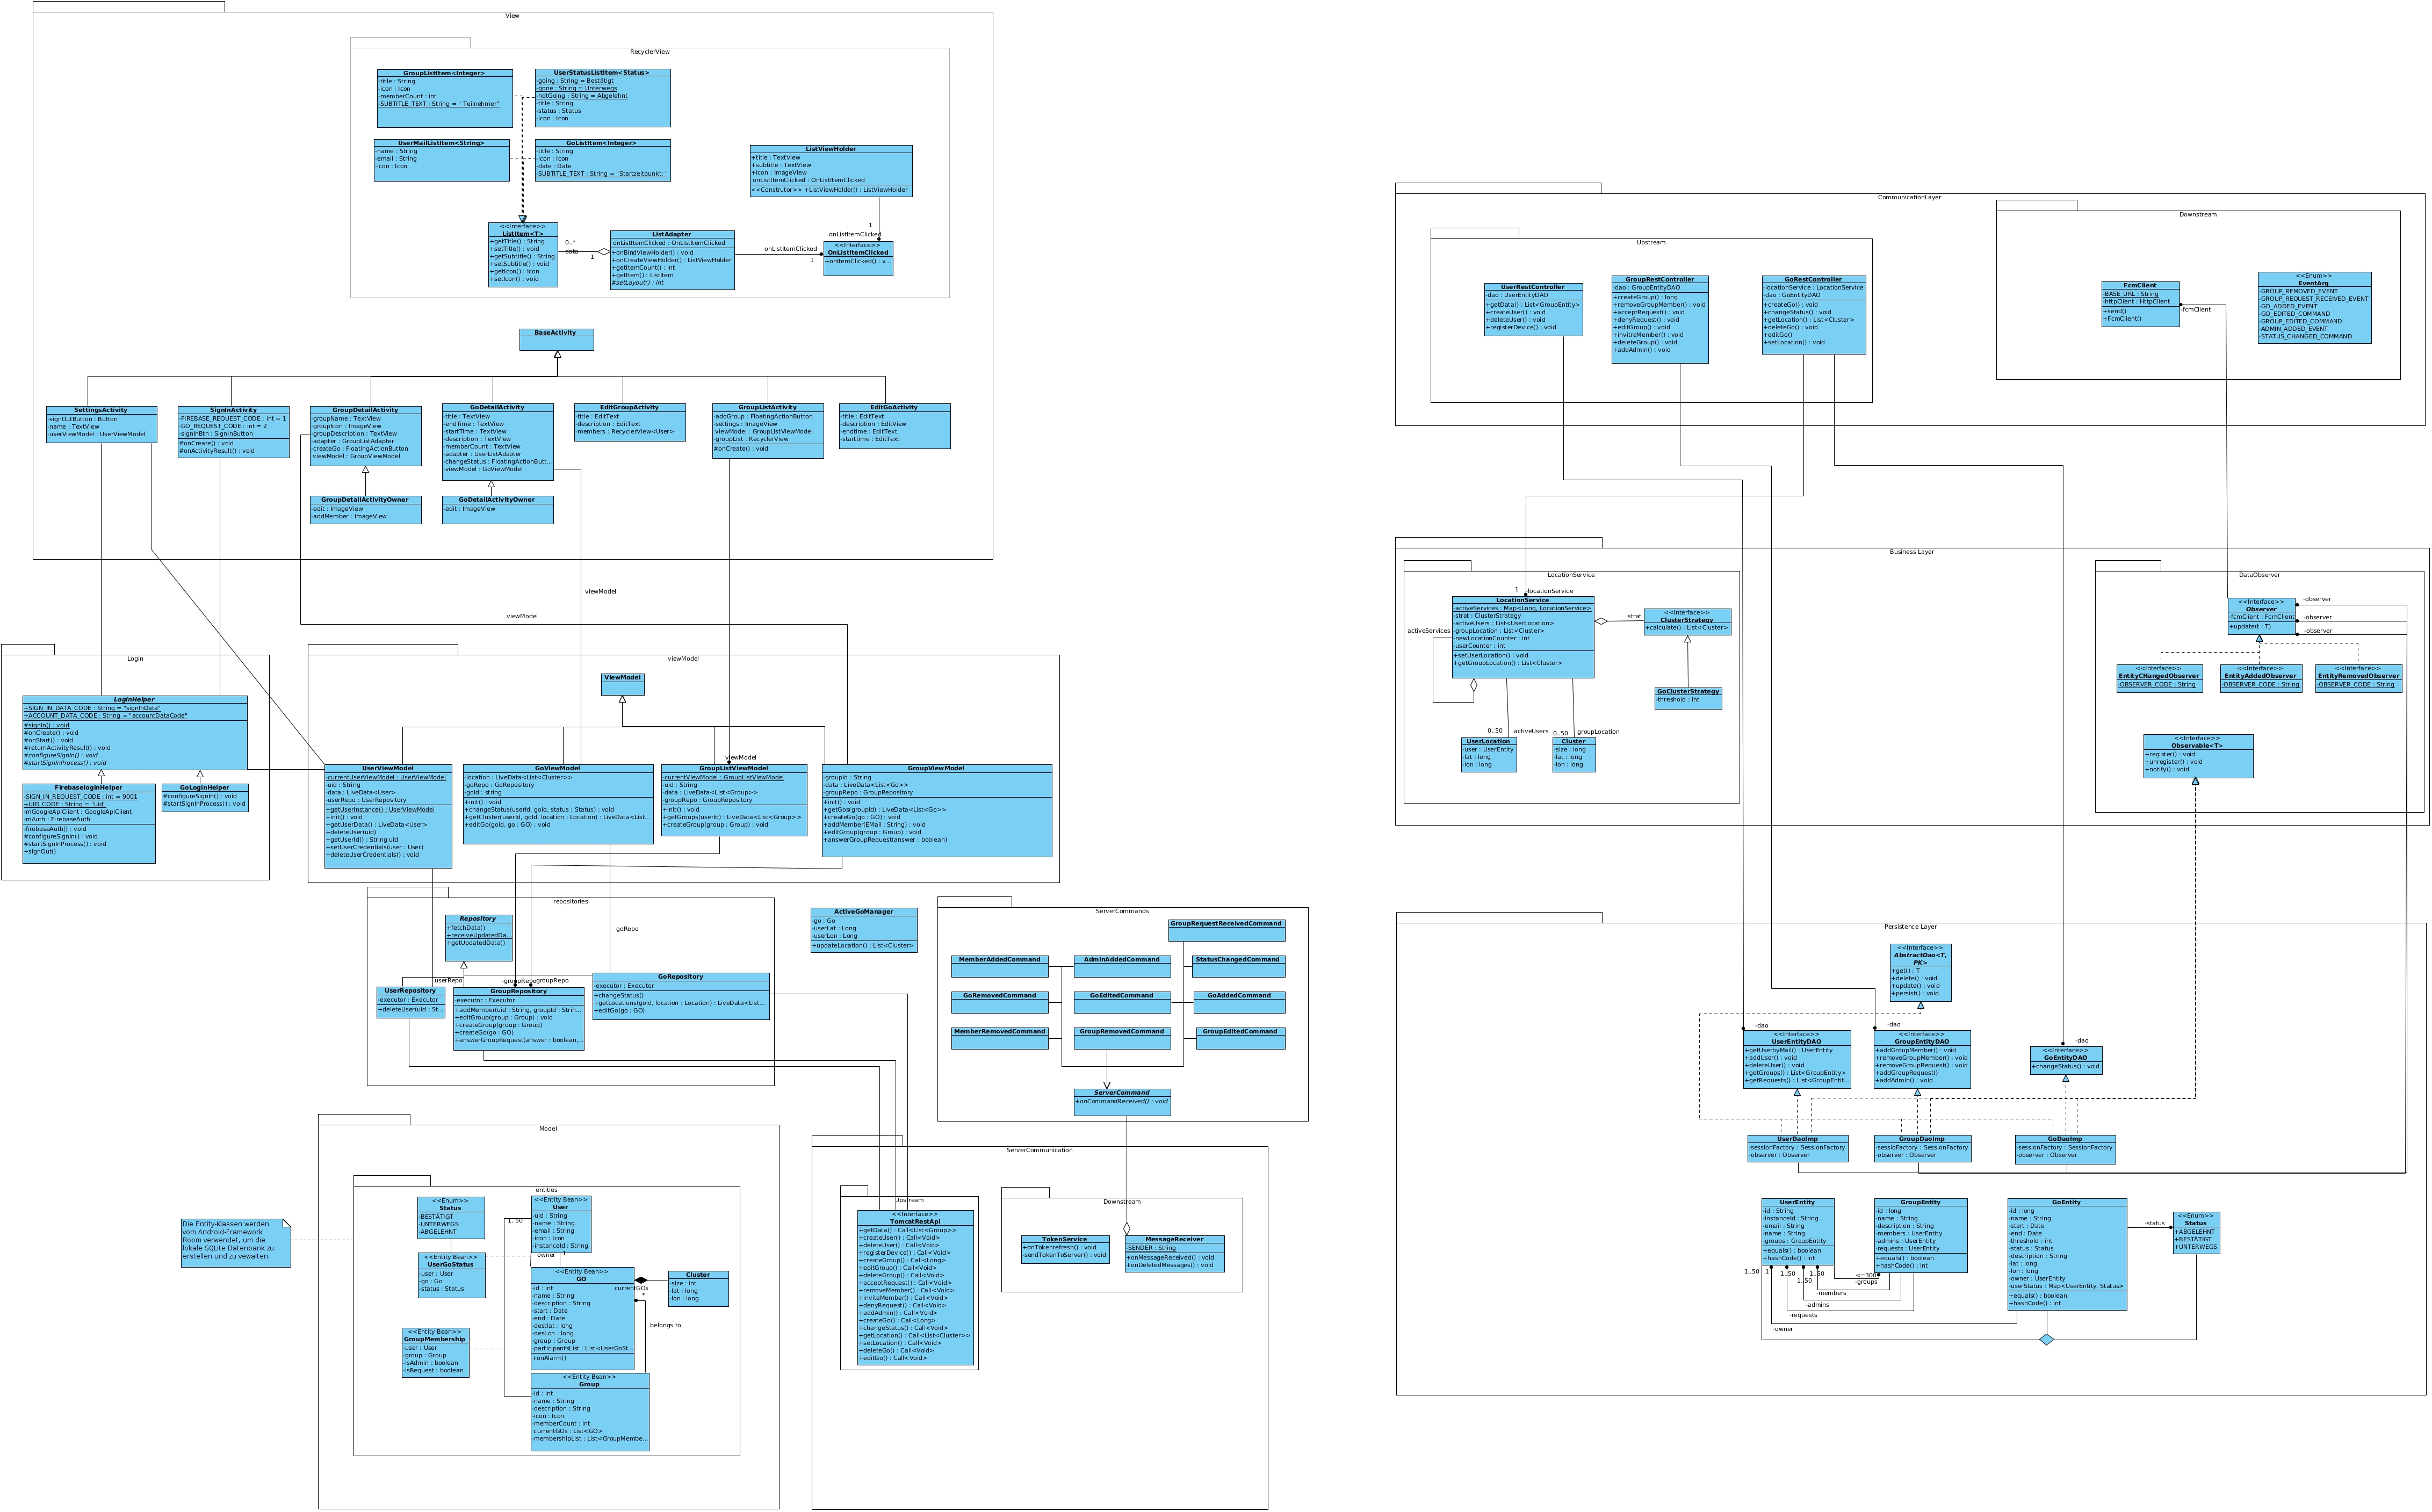 View
RecyclerView
GroupListItem<Integer>
-title : String
-icon : Icon
-memberCount : int
-SUBTITLE_TEXT : String = " Teilnehmer"
UserStatusListItem<Status>
-going : String = Bestätigt
-gone : String = Unterwegs
-notGoing : String = Abgelehnt
-title : String
-status : Status
-icon : Icon
UserMailListItem<String>
-name : String
-email : String
-icon : Icon
GoListItem<Integer>
-title : String
-icon : Icon
-date : Date
-SUBTITLE_TEXT : String = "Startzeitpunkt: "
ListViewHolder
+title : TextView
+subtitle : TextView
+icon : ImageView
onListItemClicked : OnListItemClicked
<<Construtor>> +ListViewHolder() : ListViewHolder
<<Interface>>
ListItem<T>
+getTitle() : String
+setTitle() : void
+getSubtitle() : String
+setSubtitle() : void
+getIcon() : Icon
+setIcon() : void
0..*
data
1
ListAdapter
onListItemClicked : OnListItemClicked
+onBindViewHolder() : void
+onCreateViewHolder() : ListViewHolder
+getItemCount() : int
+getItem() : ListItem
#setLayout() : int
onListItemClicked
1
1
onListItemClicked
<<Interface>>
OnListItemClicked
+onItemClicked() : v...
BaseActivity
SettingsActivity
-signOutButton : Button
-name : TextView
-userViewModel : UserViewModel
SignInActivity
-FIREBASE_REQUEST_CODE : int = 1
-GO_REQUEST_CODE : int = 2
-signInBtn : SignInButton
#onCreate() : void
#onActivityResult() : void
GroupDetailActivity
-groupName : TextView
-groupIcon : ImageView
-groupDescription : TextView
-adapter : GroupListAdapter
-createGo : FloatingActionButton
viewModel : GroupViewModel
GoDetailActivity
-title : TextView
-endTime : TextView
-startTime : TextView
-description : TextView
-memberCount : TextView
-adapter : UserListAdapter
-changeStatus : FloatingActionButt...
-viewModel : GoViewModel
EditGroupActivity
-title : EditText
-description : EditText
-members : RecyclerView<User>
GroupListActivity
-addGroup : FloatingActionButton
-settings : ImageView
viewModel : GroupListViewModel
-groupList : RecyclerView
#onCreate() : void
EditGoActivity
-title : EditText
-description : EditView
-endtime : EditText
-starttime : EditText
GroupDetailActivityOwner
-edit : ImageView
-addMember : ImageView
GoDetailActivityOwner
-edit : ImageView
viewModel
viewModel
Login
LoginHelper
+SIGN_IN_DATA_CODE : String = "signInData"
+ACCOUNT_DATA_CODE : String = "accountDataCode"
#signIn() : void
#onCreate() : void
#onStart() : void
#returnActivityResult() : void
#configureSignIn() : void
#startSignInProcess() : void
FirebaseloginHelper
-SIGN_IN_REQUEST_CODE : int = 9001
+UID_CODE : String = "uid"
-mGoogleApiClient : GoogleApiClient
-mAuth : FirebaseAuth
-firebaseAuth() : void
#configureSignIn() : void
#startSignInProcess() : void
+signOut()
GoLoginHelper
#configureSignIn() : void
#startSignInProcess() : void
viewModel
ViewModel
viewModel
UserViewModel
-currentUserViewModel : UserViewModel
-uid : String
-data : LiveData<User>
-userRepo : UserRepository
+getUserInstance() : UserViewModel
+init() : void
+getUserData() : LiveData<User>
+deleteUser(uid)
+getUserId() : String uid
+setUserCredentials(user : User)
+deleteUserCredentials() : void
GoViewModel
-location : LiveData<List<Cluster>>
-goRepo : GoRepository
-goId : string
+init() : void
+changeStatus(userId, goId, status : Status) : void
+getCluster(userId, goId, location : Location) : LiveData<List...
+editGo(goid, go : GO) : void
GroupListViewModel
-currentViewModel : GroupListViewModel
-uid : String
-data : LiveData<List<Group>>
-groupRepo : GroupRepository
+init() : void
+getGroups(userId) : LiveData<List<Group>>
+createGroup(group : Group) : void
GroupViewModel
-groupId : String
-data : LiveData<List<Go>>
-groupRepo : GroupRepository
+init() : void
+getGos(groupId) : LiveData<List<Go>>
+createGo(go : GO) : void
+addMember(EMail : String) : void
+editGroup(group : Group) : void
+answerGroupRequest(answer : boolean)
repositories
Repository
+fetchData()
+receiveUpdatedDa...
+getUpdatedData()
goRepo
userRepo
-groupRepo
groupRepo
UserRepository
-executor : Executor
+deleteUser(uid : St...
GroupRepository
-executor : Executor
+addMember(uid : String, groupId : Strin...
+editGroup(group : Group) : void
+createGroup(group : Group)
+createGo(go : GO)
+answerGroupRequest(answer : boolean,...
GoRepository
-executor : Executor
+changeStatus()
+getLocations(goid, location : Location) : LiveData<List...
+editGo(go : GO)
ActiveGoManager
-go : Go
-userLat : Long
-userLon : Long
+updateLocation() : List<Cluster>
ServerCommands
GroupRequestReceivedCommand
MemberAddedCommand
AdminAddedCommand
StatusChangedCommand
GoRemovedCommand
GoEditedCommand
GoAddedCommand
MemberRemovedCommand
GroupRemovedCommand
GroupEditedCommand
ServerCommand
+onCommandReceived() : void
Model
entities
Die Entity-Klassen werden
vom Android-Framework
Room verwendet, um die
lokale SQLite Datenbank zu
erstellen und zu vewalten.
<<Enum>>
Status
-BESTÄTIGT
-UNTERWEGS
-ABGELEHNT
<<Entity Bean>>
User
-uid : String
-name : String
-email : String
-icon : Icon
-instanceId : String
1..50
owner
1
<<Entity Bean>>
UserGoStatus
-user : User
-go : Go
-status : Status
<<Entity Bean>>
GO
-id : int
-name : String
-description : String
-start : Date
-end : Date
-destlat : long
-desLon : long
-group : Group
-participantsList : List<UserGoSt...
+onAlarm()
currentGOs
*
Cluster
-size : int
-lat : long
-lon : long
belongs to
<<Entity Bean>>
GroupMembership
-user : User
-group : Group
-isAdmin : boolean
-isRequest : boolean
<<Entity Bean>>
Group
-id : int
-name : String
-description : String
-icon : Icon
-memberCount : int
currentGOs : List<GO>
-membershipList : List<GroupMembe...
ServerCommunication
Upstream
<<Interface>>
TomcatRestApi
+getData() : Call<List<Group>>
+createUser() : Call<Void>
+deleteUser() : Call<Void>
+registerDevice() : Call<Void>
+createGroup() : Call<Long>
+editGroup() : Call<Void>
+deleteGroup() : Call<Void>
+acceptRequest() : Call<Void>
+removeMember() : Call<Void>
+inviteMember() : Call<Void>
+denyRequest() : Call<Void>
+addAdmin() : Call<Void>
+createGo() : Call<Long>
+changeStatus() : Call<Void>
+getLocation() : Call<List<Cluster>>
+setLocation() : Call<Void>
+deleteGo() : Call<Void>
+editGo() : Call<Void>
Downstream
TokenService
+onTokenrefresh() : void
-sendTokenToServer() : void
MessageReceiver
-SENDER : String
+onMessageReceived() : void
+onDeletedMessages() : void
CommunicationLayer
Upstream
UserRestController
-dao : UserEntityDAO
+getData() : List<GroupEntity>
+createUser() : void
+deleteUser() : void
+registerDevice() : void
GroupRestController
-dao : GroupEntityDAO
+createGroup() : long
+removeGroupMember() : void
+acceptRequest() : void
+denyRequest() : void
+editGroup() : void
+invitreMember() : void
+deleteGroup() : void
+addAdmin() : void
GoRestController
-locationService : LocationService
-dao : GoEntityDAO
+createGo() : void
+changeStatus() : void
+getLocation() : List<Cluster>
+deleteGo() : void
+editGo()
+setLocation() : void
Downstream
FcmClient
-BASE_URL : String
-httpClient : HttpClient
+send()
+FcmClient()
-fcmClient
<<Enum>>
EventArg
-GROUP_REMOVED_EVENT
-GROUP_REQUEST_RECEIVED_EVENT
-GO_ADDED_EVENT
-GO_EDITED_COMMAND
-GROUP_EDITED_COMMAND
-ADMIN_ADDED_EVENT
-STATUS_CHANGED_COMMAND
Business Layer
LocationService
1
locationService
LocationService
-activeServices : Map<Long, LocationService>
-strat : ClusterStrategy
-activeUsers : List<UserLocation>
-groupLocation : List<Cluster>
-newLocationCounter : int
-userCounter : int
+setUserLocation() : void
+getGroupLocation() : List<Cluster>
activeServices
strat
<<Interface>>
ClusterStrategy
+calculate() : List<Cluster>
GoClusterStrategy
-threshold : int
0..50
activeUsers
0..50
groupLocation
UserLocation
-user : UserEntity
-lat : long
-lon : long
Cluster
-size : long
-lat : long
-lon : long
DataObserver
<<Interface>>
Observer
-fcmClient : FcmClient
+update(t : T)
-observer
-observer
-observer
<<Interface>>
EntityCHangedObserver
-OBSERVER_CODE : String
<<Interface>>
EntityAddedObserver
-OBSERVER_CODE : String
<<Interface>>
EntityRemovedObserver
-OBSERVER_CODE : String
<<Interface>>
Observable<T>
+register() : void
+unregister() : void
+notify() : void
Persistence Layer
<<Interface>>
AbstractDao<T,
PK>
+get() : T
+delete() : void
+update() : void
+persist() : void
-dao
<<Interface>>
UserEntityDAO
+getUserbyMail() : UserEntity
+addUser() : void
+deleteUser() : void
+getGroups() : List<GroupEntity>
+getRequests() : List<GroupEntit...
-dao
<<Interface>>
GroupEntityDAO
+addGroupMember() : void
+removeGroupMember() : void
+removeGroupRequest() : void
+addGroupRequest()
+addAdmin() : void
-dao
<<Interface>>
GoEntityDAO
+changeStatus() : void
UserDaoImp
-sessionFactory : SessionFactory
-observer : Observer
GroupDaoImp
-sessioFactory : SessionFactory
-observer : Observer
GoDaoImp
-sessionFactory : SessionFactory
-observer : Observer
UserEntity
-id : String
-instanceId : String
-email : String
-name : String
-groups : GroupEntity
+equals() : boolean
+hashCode() : int
GroupEntity
-id : long
-name : String
-description : String
-members : UserEntity
-admins : UserEntity
-requests : UserEntity
+equals() : boolean
+hashCode() : int
GoEntity
-id : long
-name : String
-start : Date
-end : Date
-threshold : int
-status : Status
-description : String
-lat : long
-lon : long
-owner : UserEntity
-userStatus : Map<UserEntity, Status>
+equals() : boolean
+hashCode() : int
-status
<<Enum>>
Status
+ABGELEHNT
+BESTÄTIGT
+UNTERWEGS
1..50
1
1..50
1..50
1..50
<=300
-groups
-members
-admins
-requests
-owner